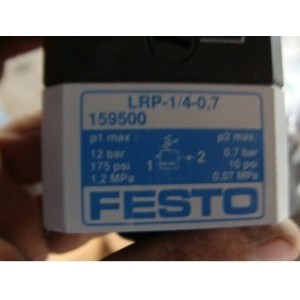 LRP-1/4-0,7
159500
p1 max :
12 bar
175 psi
1,2 MPa
1
2
p2 max:
0,7 bar
10 psi
0.07 MPa
FESTO